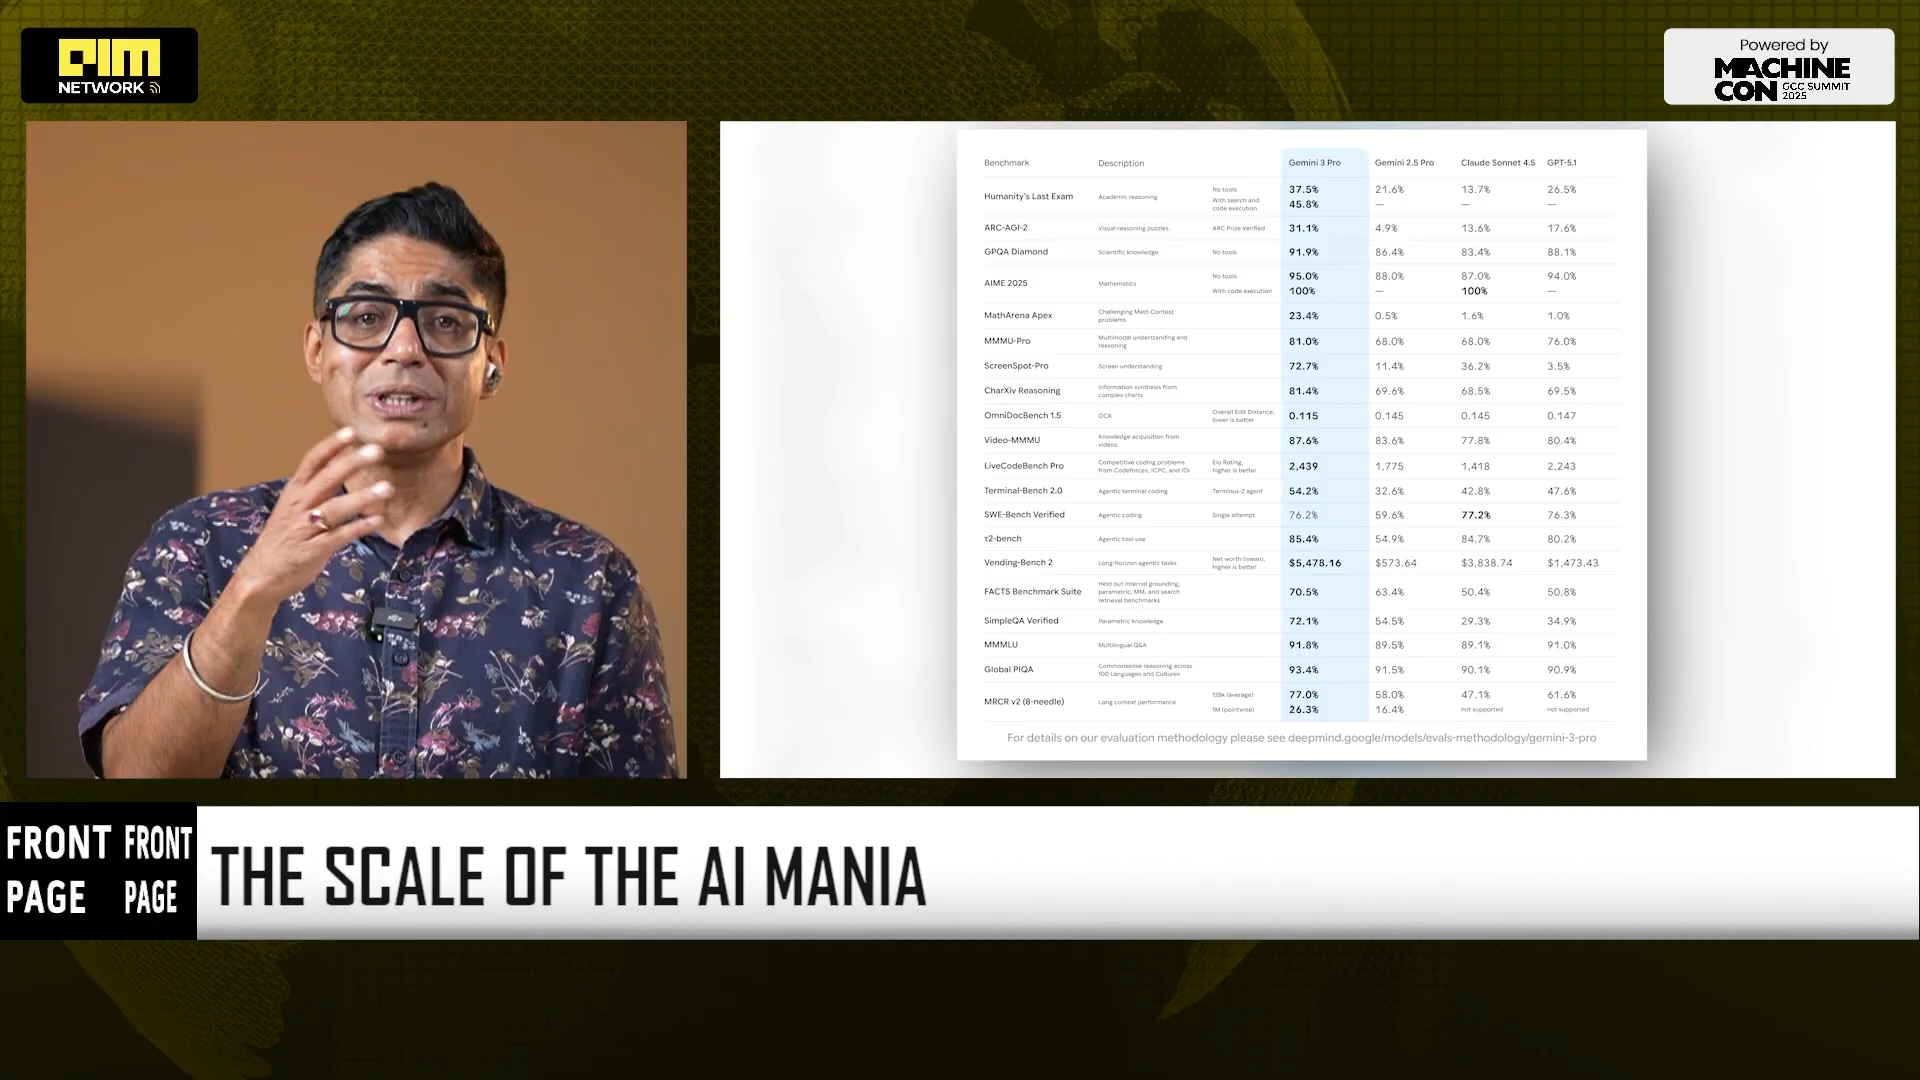 AIM
NETWORK
Powered by
MACHINE
CON GCC SUMMIT
2025
Benchmark Description Gemini 3 Pro Gemini 2.5 Pro Claude Sonnet 4.5 GPT-5.1
Humanity's Last Exam Academic reasoning No tools 37.5% 21.6% 13.7% 26.5%
With search and code execution 45.8% — — —
ARC-AGI-2 Visual reasoning puzzles ARC Prize Verified 31.1% 4.9% 13.6% 17.6%
GPQA Diamond Scientific knowledge No tools 91.9% 86.4% 83.4% 88.1%
AIME 2025 Mathematics No tools 95.0% 88.0% 87.0% 94.0%
With code execution 100% — 100% —
MathArena Apex Challenging Math Contest problems 23.4% 0.5% 1.6% 1.0%
MMMU-Pro Multimodal understanding and reasoning 81.0% 68.0% 68.0% 76.0%
ScreenSpot-Pro Screen understanding 72.7% 11.4% 36.2% 3.5%
CharXiv Reasoning Information synthesis from complex charts 81.4% 69.6% 68.5% 69.5%
OmniDocBench 1.5 OCR Overall Edit Distance, lower is better 0.115 0.145 0.145 0.147
Video-MMMU Knowledge acquisition from videos 87.6% 83.6% 77.8% 80.4%
LiveCodeBench Pro Competitive coding problems from Codeforces, ICPC, and IOI Elo Rating, higher is better 2,439 1,775 1,418 2,243
Terminal-Bench 2.0 Agentic terminal coding Terminus-2 agent 54.2% 32.6% 42.8% 47.6%
SWE-Bench Verified Agentic coding Single attempt 76.2% 59.6% 77.2% 76.3%
τ2-bench Agentic tool use 85.4% 54.9% 84.7% 80.2%
Vending-Bench 2 Long-horizon agentic tasks Net worth (mean), higher is better $5,478.16 $573.64 $3,838.74 $1,473.43
FACTS Benchmark Suite Held out internal grounding, parametric, MM, and search retrieval benchmarks 70.5% 63.4% 50.4% 50.8%
SimpleQA Verified Parametric knowledge 72.1% 54.5% 29.3% 34.9%
MMMLU Multilingual Q&A 91.8% 89.5% 89.1% 91.0%
Global PIQA Commonsense reasoning across 100 Languages and Cultures 93.4% 91.5% 90.1% 90.9%
MRCR v2 (8-needle) Long context performance 128k (average) 77.0% 58.0% 47.1% 61.6%
1M (pointwise) 26.3% 16.4% not supported not supported
For details on our evaluation methodology please see deepmind.google/models/evals-methodology/gemini-3-pro
FRONT FRONT
PAGE PAGE
THE SCALE OF THE AI MANIA